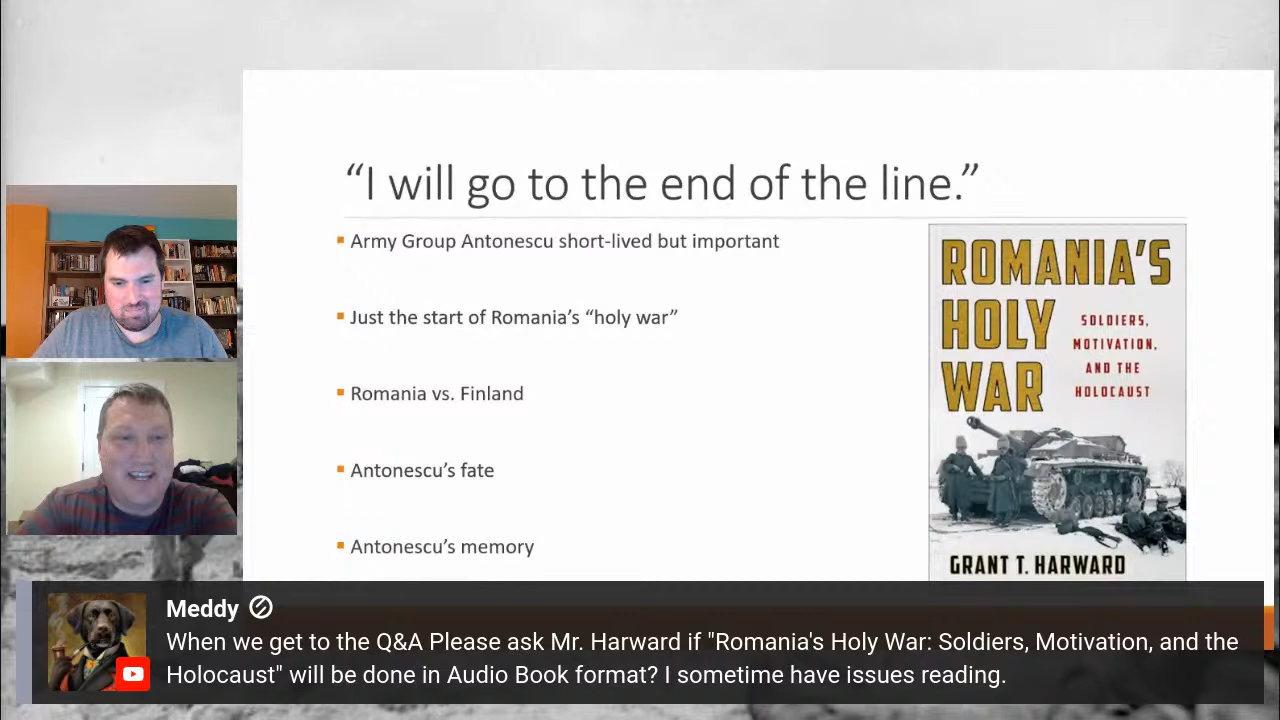 “I will go to the end of the line.”
Army Group Antonescu short-lived but important
Just the start of Romania’s “holy war”
Romania vs. Finland
Antonescu’s fate
Antonescu’s memory
ROMANIA’S
HOLY
WAR
SOLDIERS,
MOTIVATION,
AND THE
HOLOCAUST
GRANT T. HARWARD
Meddy
When we get to the Q&A Please ask Mr. Harward if "Romania's Holy War: Soldiers, Motivation, and the
Holocaust" will be done in Audio Book format? I sometime have issues reading.